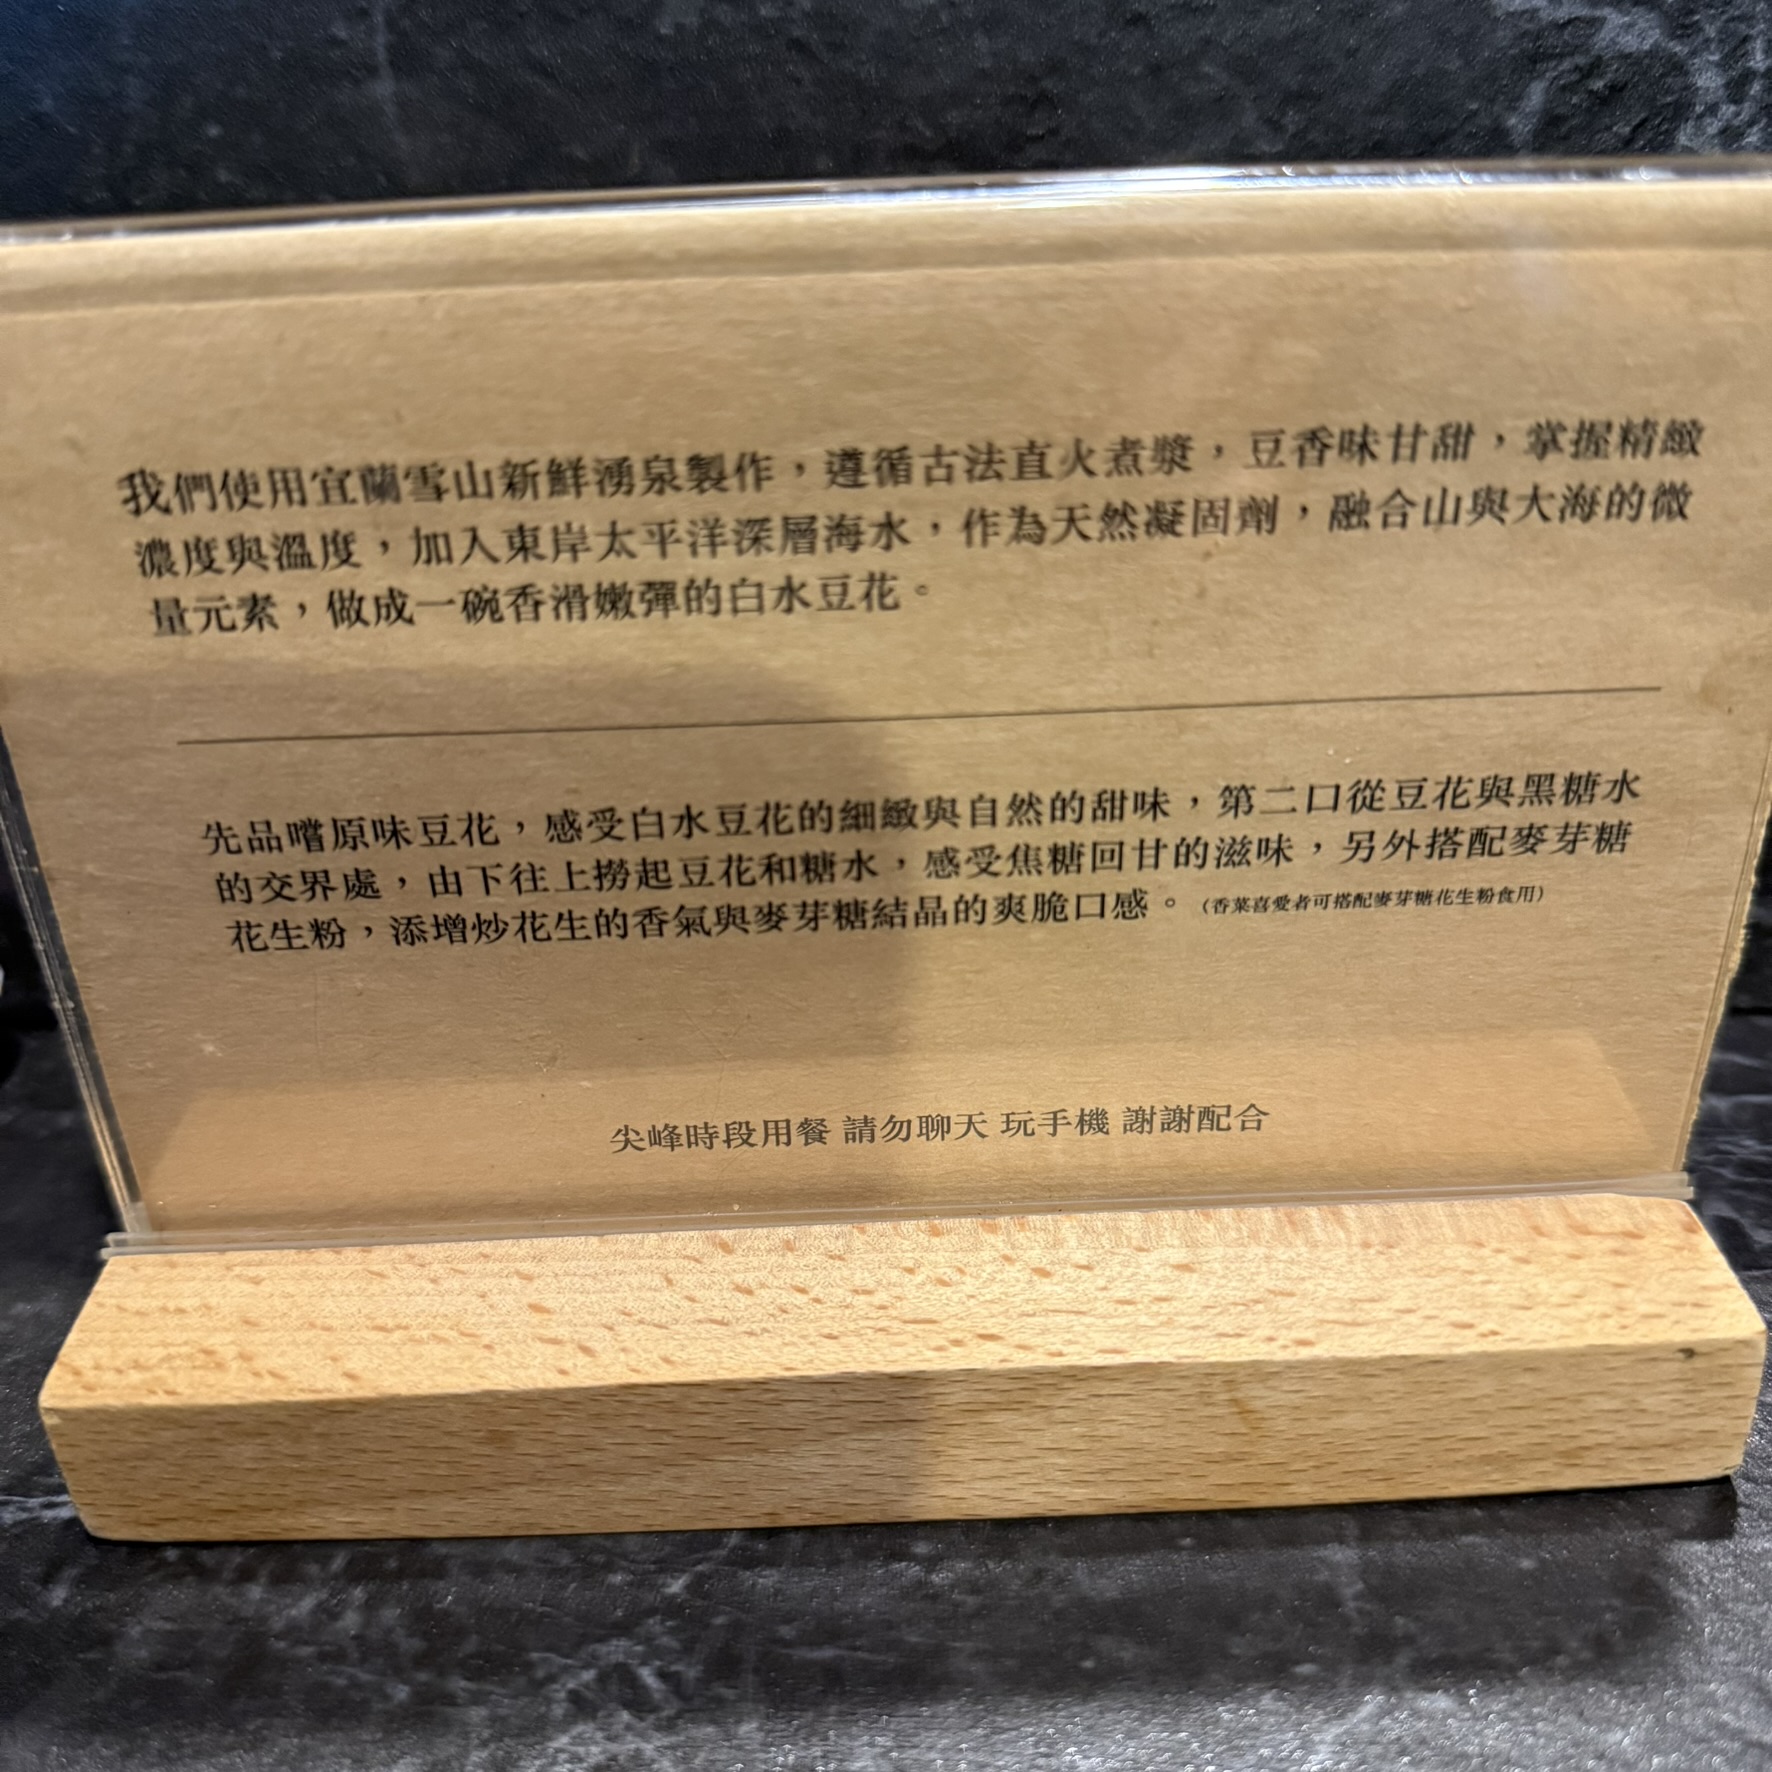 我們使用宜蘭雪山新鮮湧泉製作，遵循古法直火煮漿，豆香味甘甜，掌握精緻
濃度與溫度，加入東岸太平洋深層海水，作為天然凝固劑，融合山與大海的微
量元素，做成一碗香滑嫩彈的白水豆花。
先品嚐原味豆花，感受白水豆花的細緻與自然的甜味，第二口從豆花與黑糖水
的交界處，由下往上撈起豆花和糖水，感受焦糖回甘的滋味，另外搭配麥芽糖
花生粉，添增炒花生的香氣與麥芽糖結晶的爽脆口感。（香菜喜愛者可搭配麥芽糖花生粉食用）
尖峰時段用餐 請勿聊天 玩手機 謝謝配合